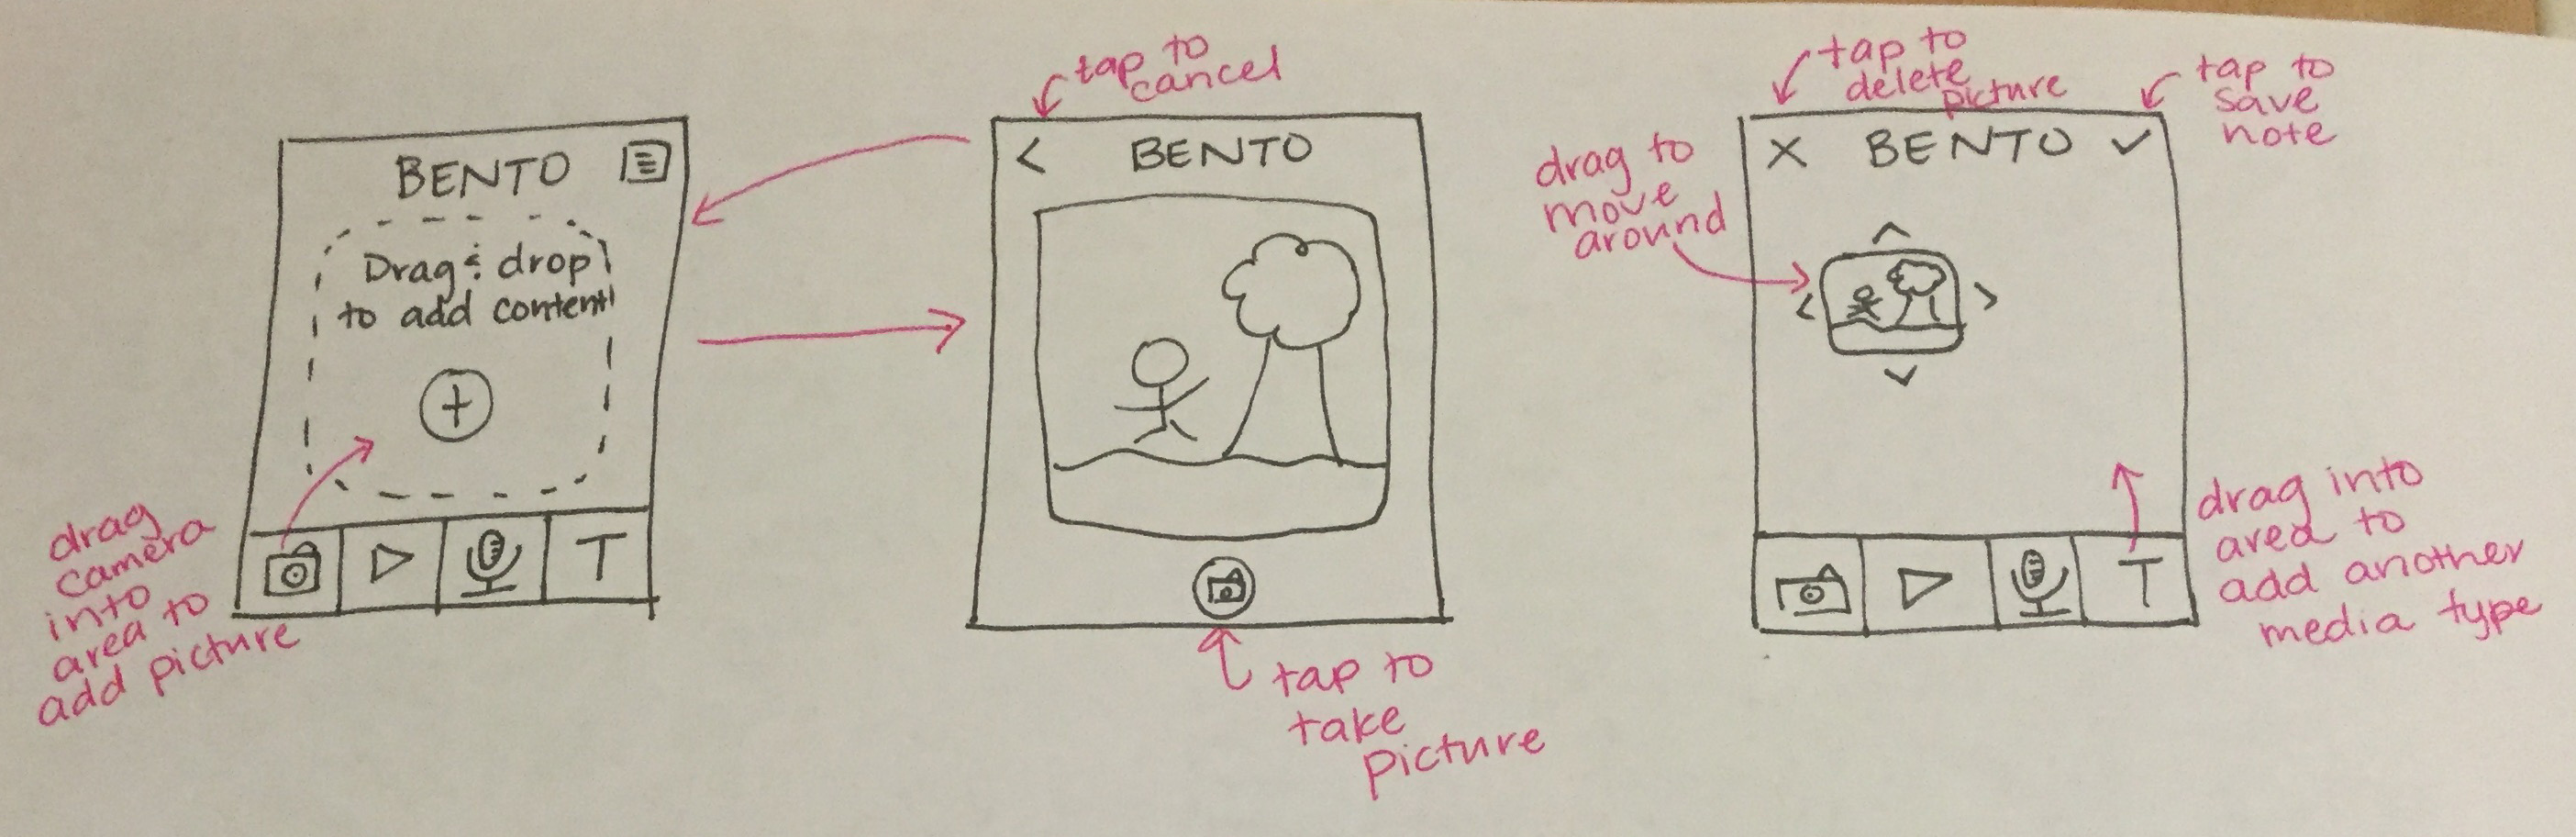 BENTO
Drag & drop
to add content
T
drag
camera
into
area to
add picture
tap to
cancel
< BENTO
tap to
take
picture
tap to
delete
picture
tap to
save
note
X BENTO ✓
drag to
move
around
T
drag into
area to
add another
media type